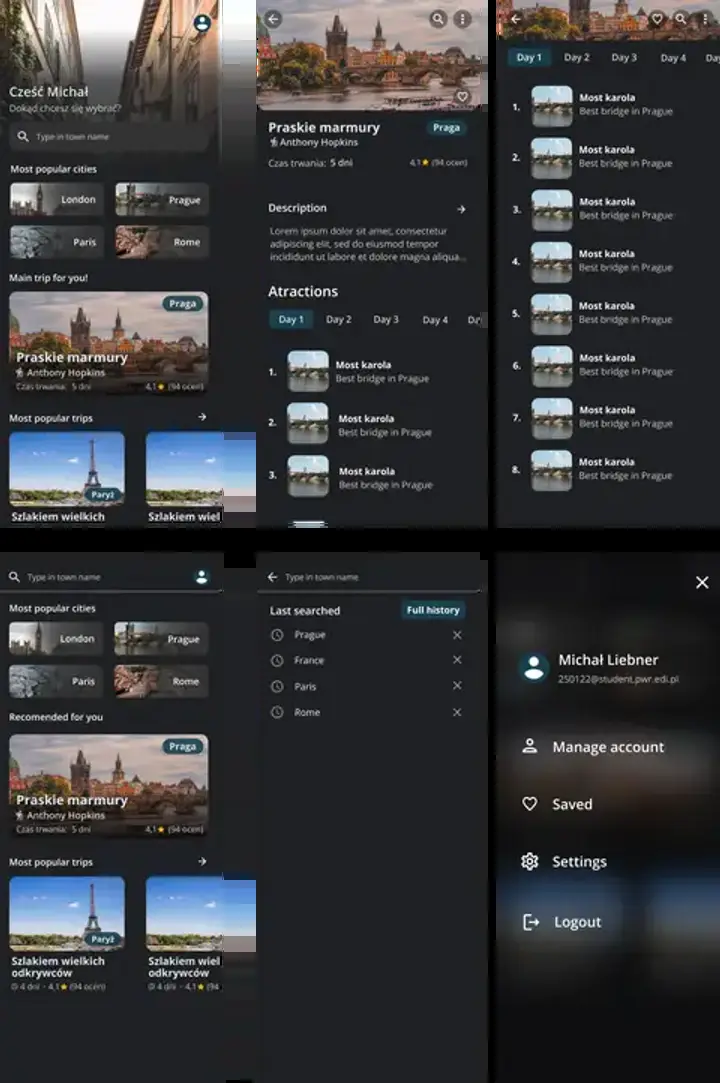 Cześć Michał
Dokąd chcesz się wybrać?
Type in town name
Most popular cities
London
Prague
Paris
Rome
Main trip for you!
Praga
Praskie marmury
Anthony Hopkins
Czas trwania: 5 dni
4,1★ (94 ocen)
Most popular trips
Paryż
Szlakiem wielkich
Szlakiem wiel
Praskie marmury
Praga
Anthony Hopkins
Czas trwania: 5 dni
4,1★ (94 ocen)
Description
Lorem ipsum dolor sit amet, consectetur
adipiscing elit, sed do eiusmod tempor
incididunt ut labore et dolore magna aliqua...
Atractions
Day 1
Day 2
Day 3
Day 4
Da
1.
Most karola
Best bridge in Prague
2.
Most karola
Best bridge in Prague
3.
Most karola
Best bridge in Prague
Day 1
Day 2
Day 3
Day 4
Day
1.
Most karola
Best bridge in Prague
2.
Most karola
Best bridge in Prague
3.
Most karola
Best bridge in Prague
4.
Most karola
Best bridge in Prague
5.
Most karola
Best bridge in Prague
6.
Most karola
Best bridge in Prague
7.
Most karola
Best bridge in Prague
8.
Most karola
Best bridge in Prague
Type in town name
Most popular cities
London
Prague
Paris
Rome
Recomended for you
Praga
Praskie marmury
Anthony Hopkins
Czas trwania: 5 dni
4,1★ (94 ocen)
Most popular trips
Paryż
Szlakiem wielkich
odkrywców
4 dni - 4,1★ (94 ocen)
Szlakiem wiel
odkrywców
4 dni - 4,1★ (94
Type in town name
Last searched
Full history
Prague
France
Paris
Rome
Michał Liebner
250122@student.pwr.edi.pl
Manage account
Saved
Settings
Logout